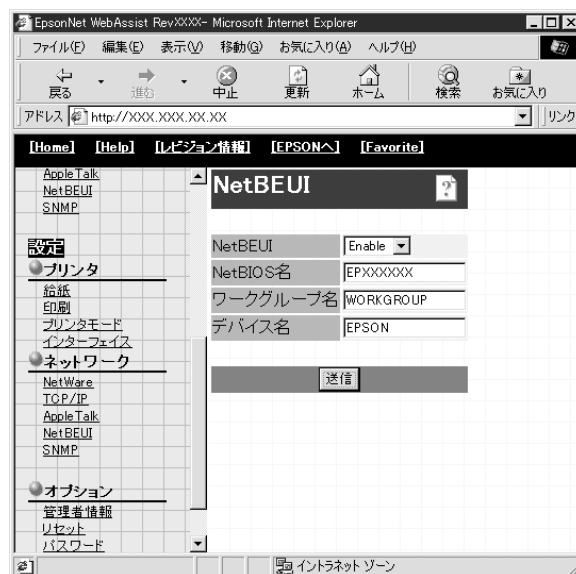 EpsonNet WebAssist RevXXXX- Microsoft Internet Explorer
ファイル(F) 編集(E) 表示(V) 移動(G) お気に入り(A) ヘルプ(H)
戻る 進む 中止 更新 ホーム 検索 お気に入り
アドレス http://XXX.XXX.XX.XX リンク
[Home] [Help] [レビジョン情報] [EPSONへ] [Favorite]
AppleTalk
NetBEUI
SNMP
設定
プリンタ
給紙
印刷
プリンタモード
インターフェイス
ネットワーク
NetWare
TCP/IP
AppleTalk
NetBEUI
SNMP
オプション
管理者情報
リセット
パスワード
NetBEUI ?
NetBEUI Enable
NetBIOS名 EPXXXXXX
ワークグループ名 WORKGROUP
デバイス名 EPSON
送信
イントラネット ゾーン